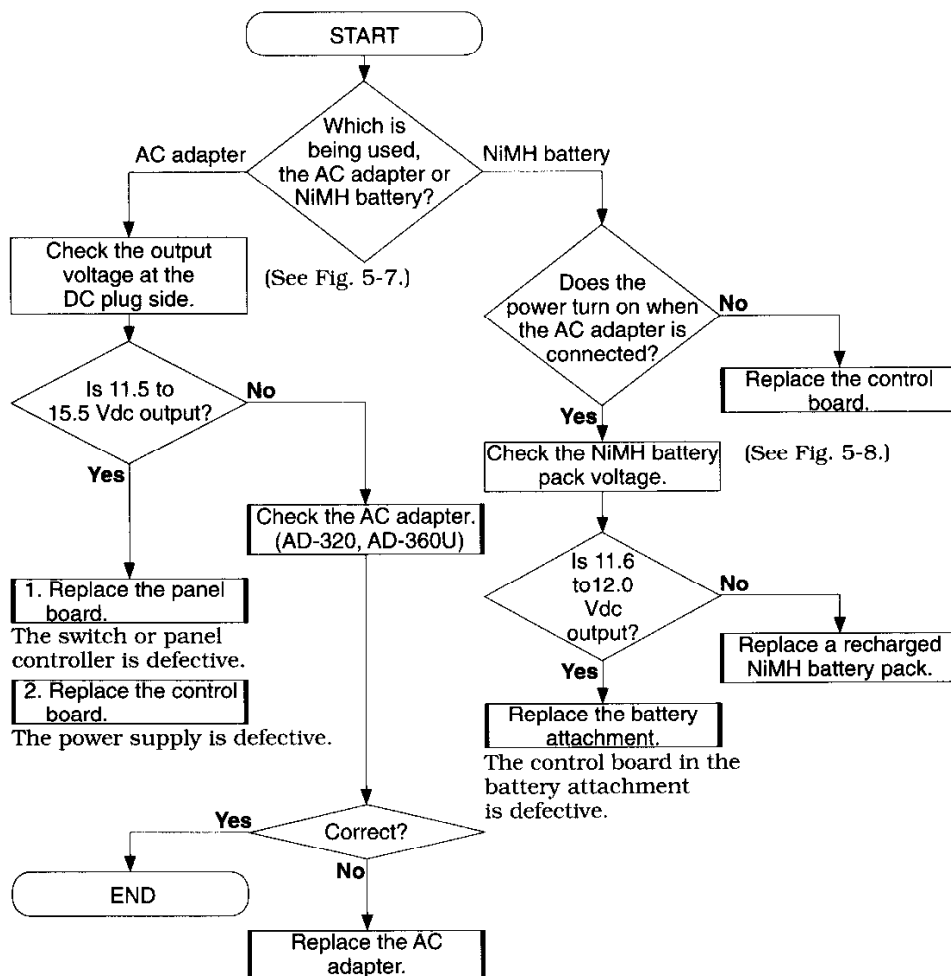 START
Which is
being used,
the AC adapter or
NiMH battery?
AC adapter
NiMH battery
(See Fig. 5-7.)
Check the output
voltage at the
DC plug side.
Is 11.5 to
15.5 Vdc output?
No
Yes
Check the AC adapter.
(AD-320, AD-360U)
1. Replace the panel
board.
The switch or panel
controller is defective.
2. Replace the control
board.
The power supply is defective.
Does the
power turn on when
the AC adapter is
connected?
No
Replace the control
board.
(See Fig. 5-8.)
Yes
Check the NiMH battery
pack voltage.
Is 11.6
to12.0
Vdc
output?
No
Replace a recharged
NiMH battery pack.
Yes
Replace the battery
attachment.
The control board in the
battery attachment
is defective.
Correct?
Yes
END
No
Replace the AC
adapter.